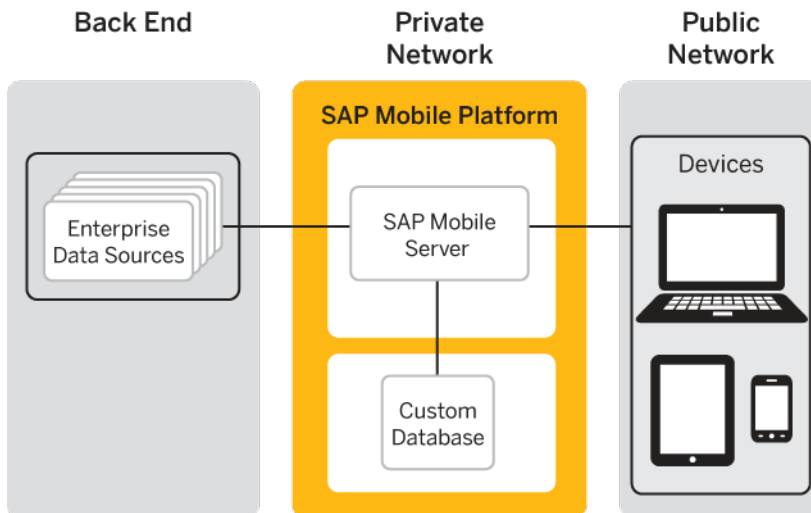 Back End
Private
Network
Public
Network
SAP Mobile Platform
Enterprise
Data Sources
SAP Mobile
Server
Custom
Database
Devices